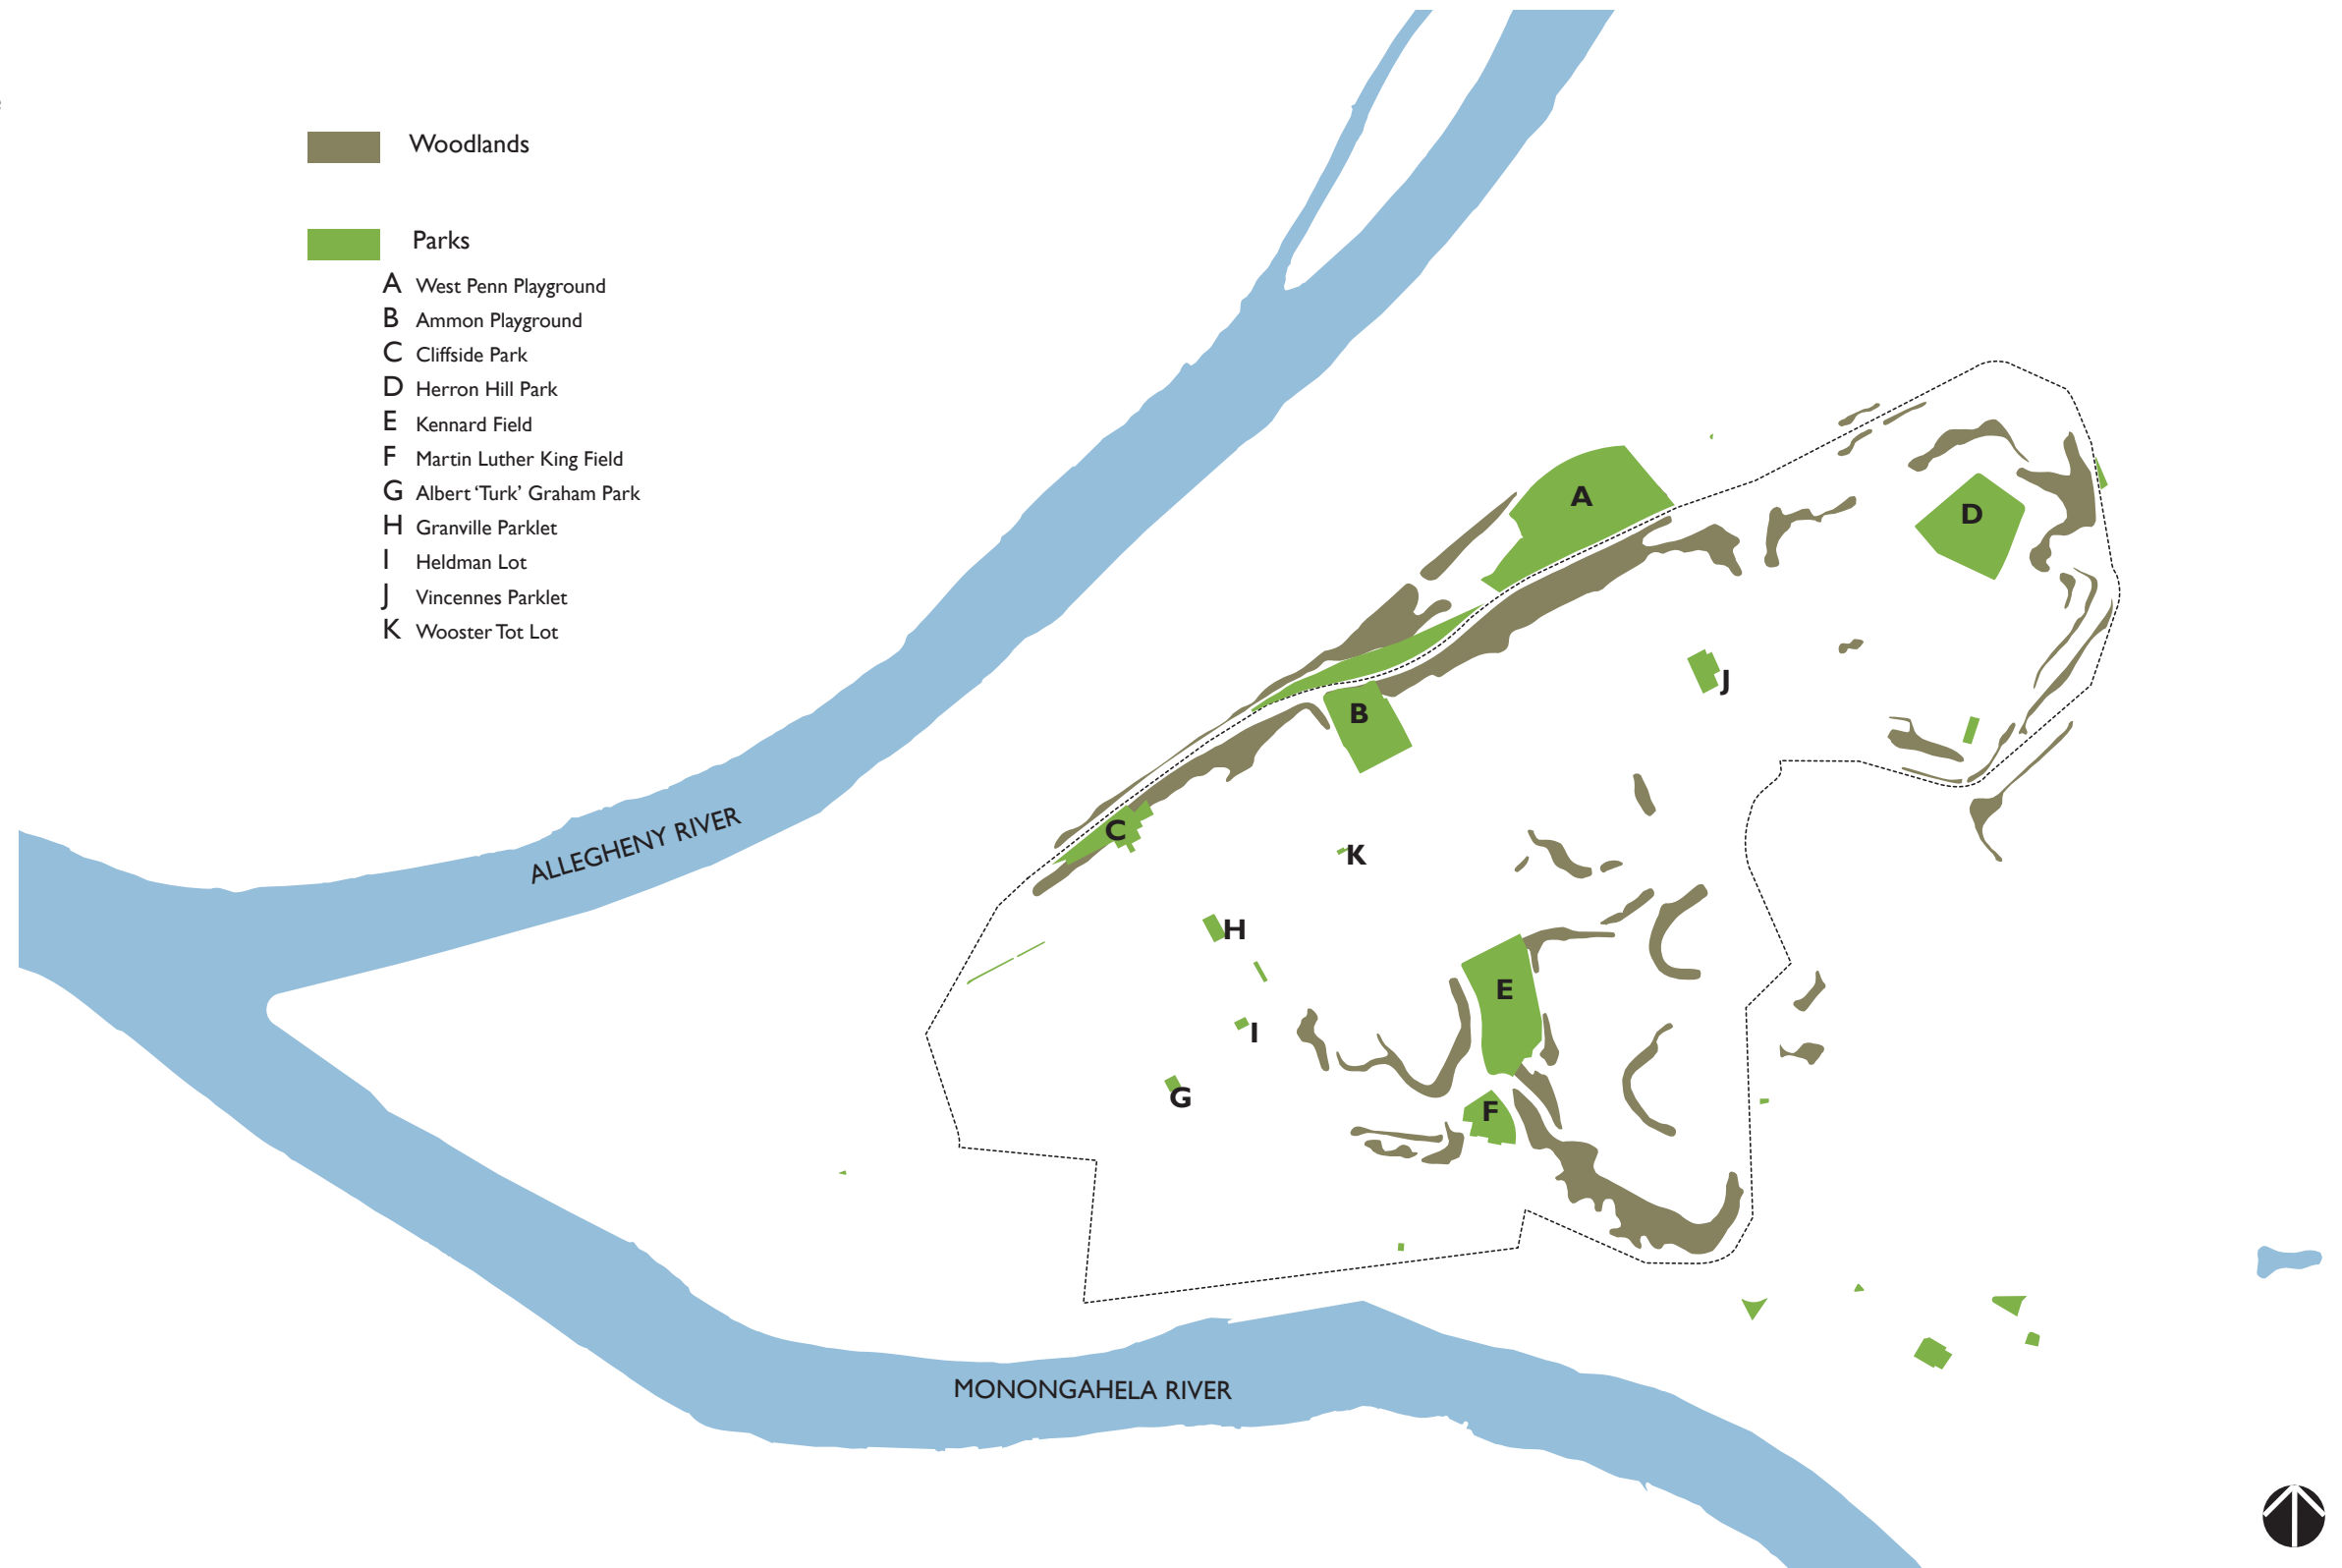 Woodlands
Parks
A West Penn Playground
B Ammon Playground
C Cliffside Park
D Herron Hill Park
E Kennard Field
F Martin Luther King Field
G Albert ‘Turk’ Graham Park
H Granville Parklet
I Heldman Lot
J Vincennes Parklet
K Wooster Tot Lot
A
D
J
B
C
K
H
E
I
G
F
ALLEGHENY RIVER
MONONGAHELA RIVER